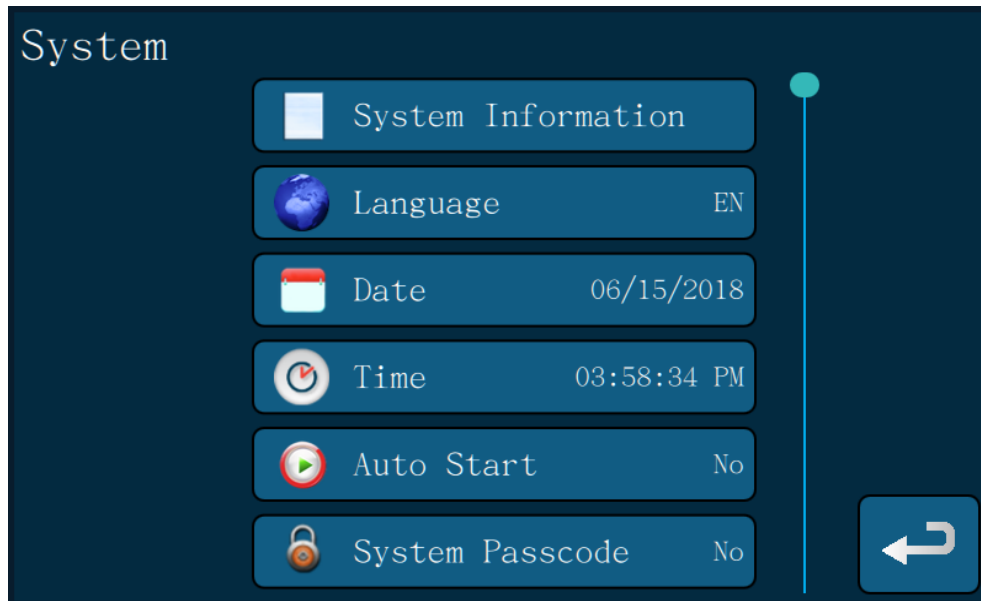 System
System Information
Language EN
Date 06/15/2018
Time 03:58:34 PM
Auto Start No
System Passcode No